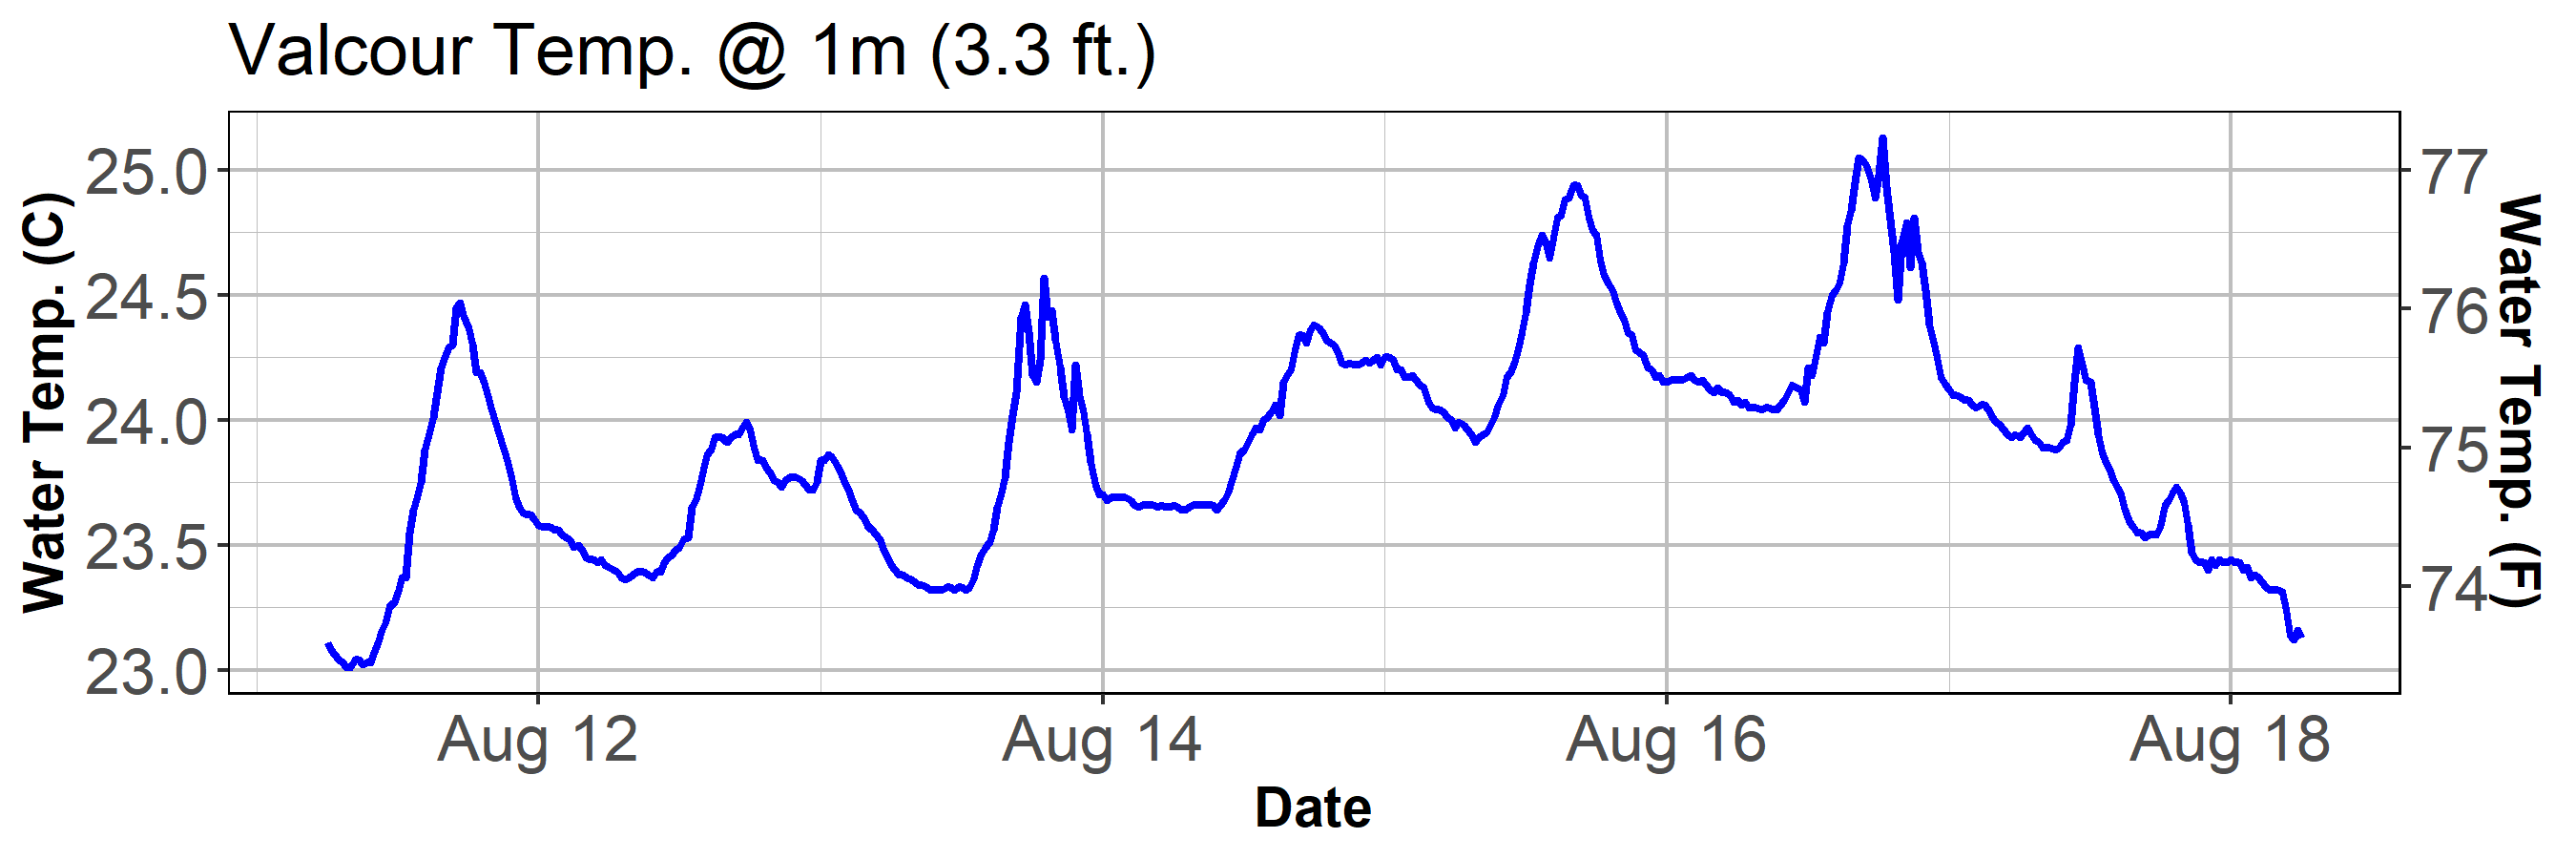 Valcour Temp. @ 1m (3.3 ft.)
Water Temp. (C)
25.0
24.5
24.0
23.5
23.0
77
76
75
74
Water Temp. (F)
Aug 12
Aug 14
Aug 16
Aug 18
Date